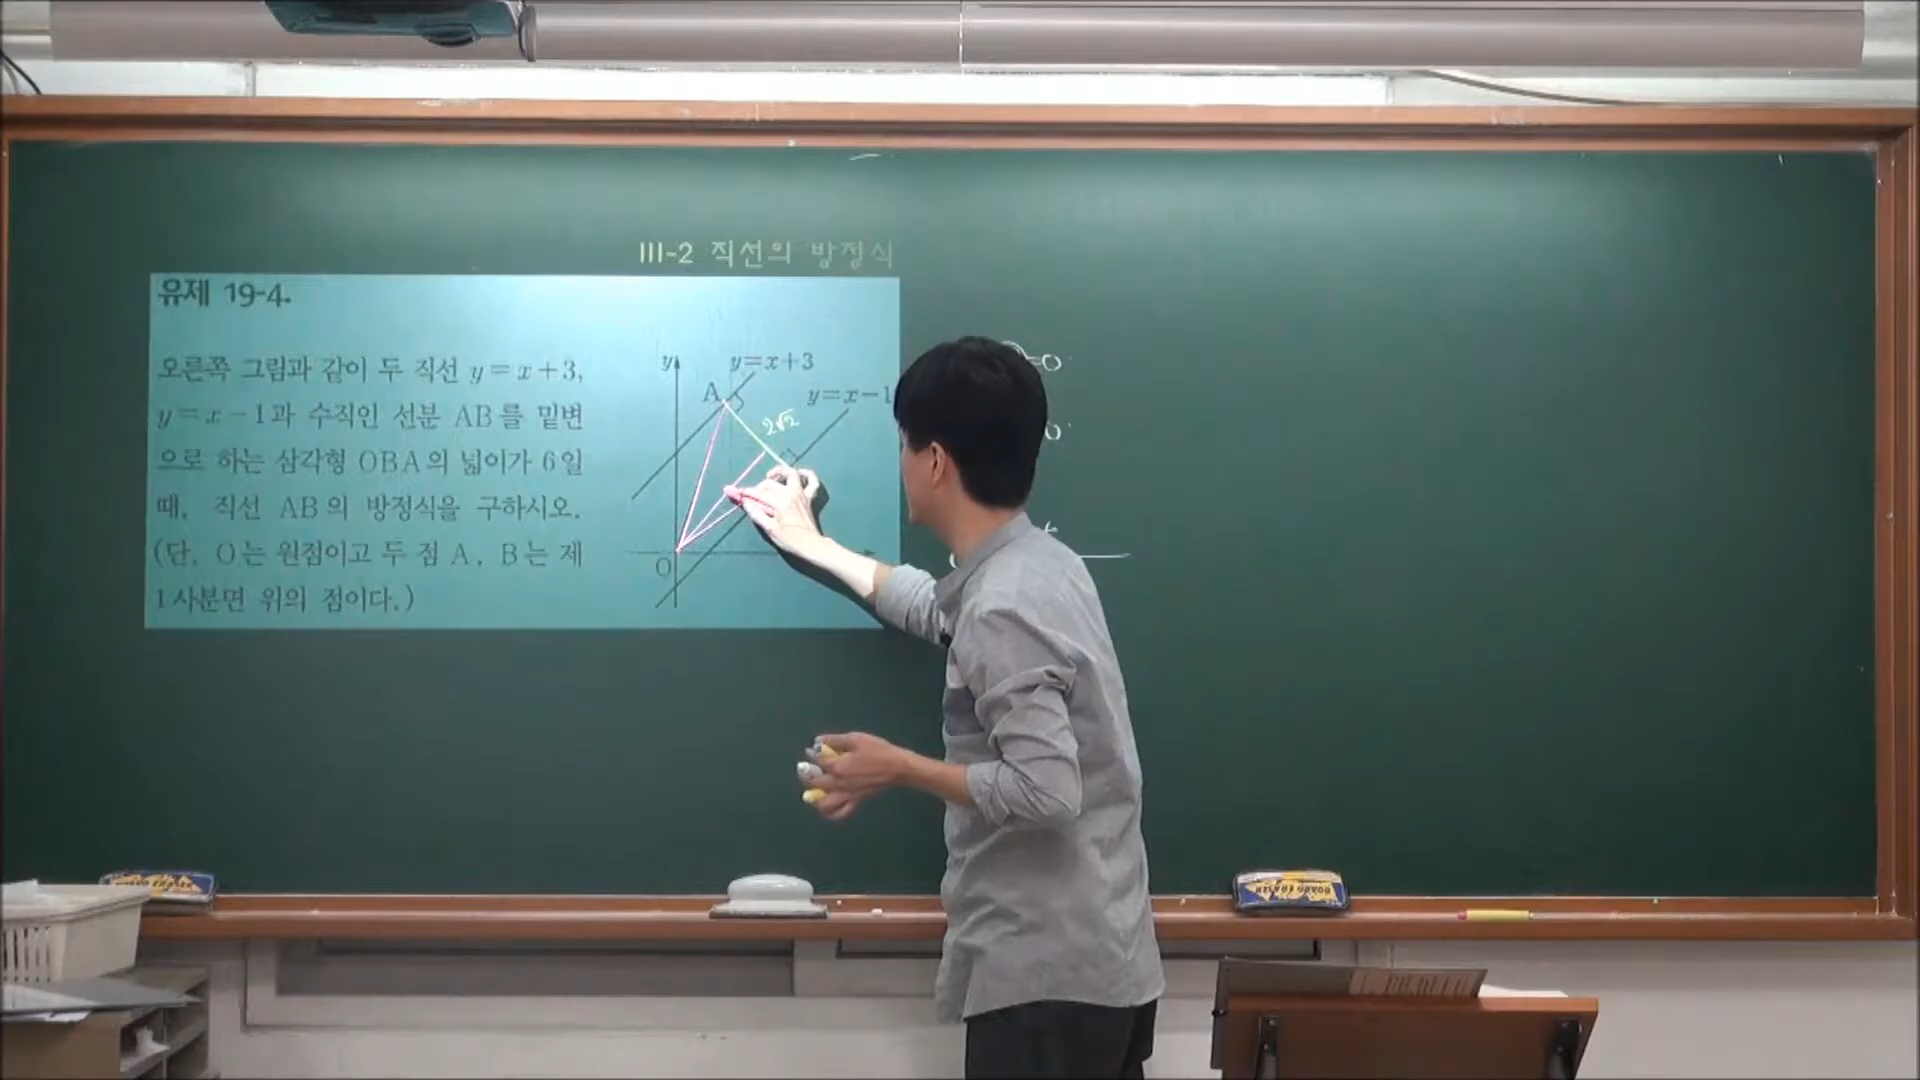 III-2 직선의 방정식
유제 19-4.
오른쪽 그림과 같이 두 직선 y=x+3,
y=x-1과 수직인 선분 AB를 밑변
으로 하는 삼각형 OBA의 넓이가 6일
때, 직선 AB의 방정식을 구하시오.
(단, O는 원점이고 두 점 A, B는 제
1사분면 위의 점이다.)
y
y=x+3
A
y=x-1
2√2
O
=0
BOARD ERASER